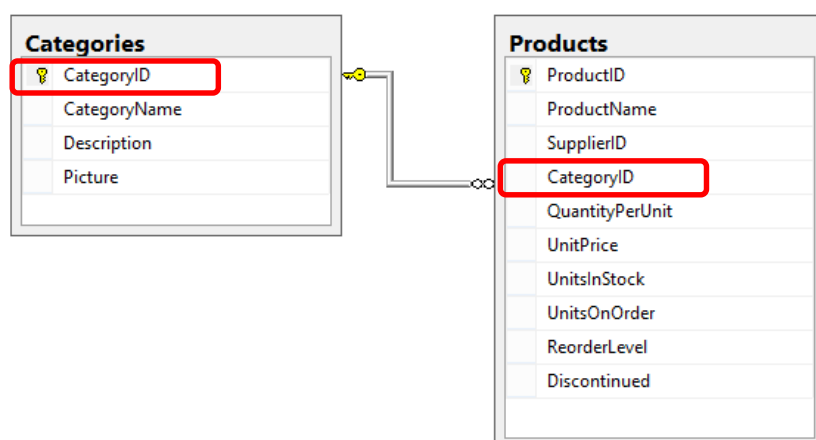 Categories
CategoryID
CategoryName
Description
Picture
Products
ProductID
ProductName
SupplierID
CategoryID
QuantityPerUnit
UnitPrice
UnitsInStock
UnitsOnOrder
ReorderLevel
Discontinued